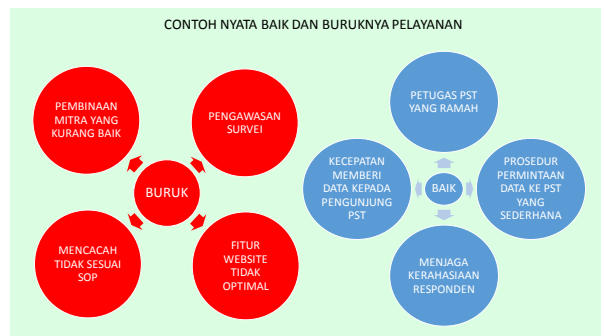 CONTOH NYATA BAIK DAN BURUKNYA PELAYANAN
PEMBINAAN
MITRA YANG
KURANG BAIK
PENGAWASAN
SURVEI
BURUK
MENCACAH
TIDAK SESUAI
SOP
FITUR
WEBSITE
TIDAK
OPTIMAL
PETUGAS PST
YANG RAMAH
KECEPATAN
MEMBERI
DATA KEPADA
PENGUNJUNG
PST
BAIK
PROSEDUR
PERMINTAAN
DATA KE PST
YANG
SEDERHANA
MENJAGA
KERAHASIAAN
RESPONDEN